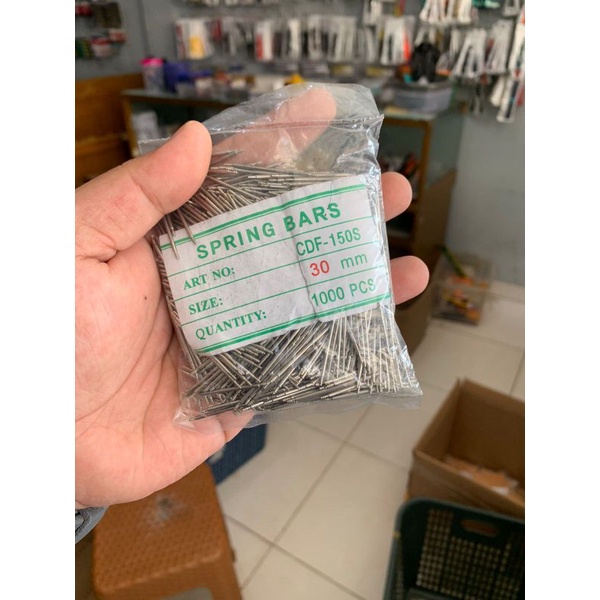 SPRING BARS
ART NO: CDF-150S
SIZE: 30 mm
QUANTITY: 1000 PCS